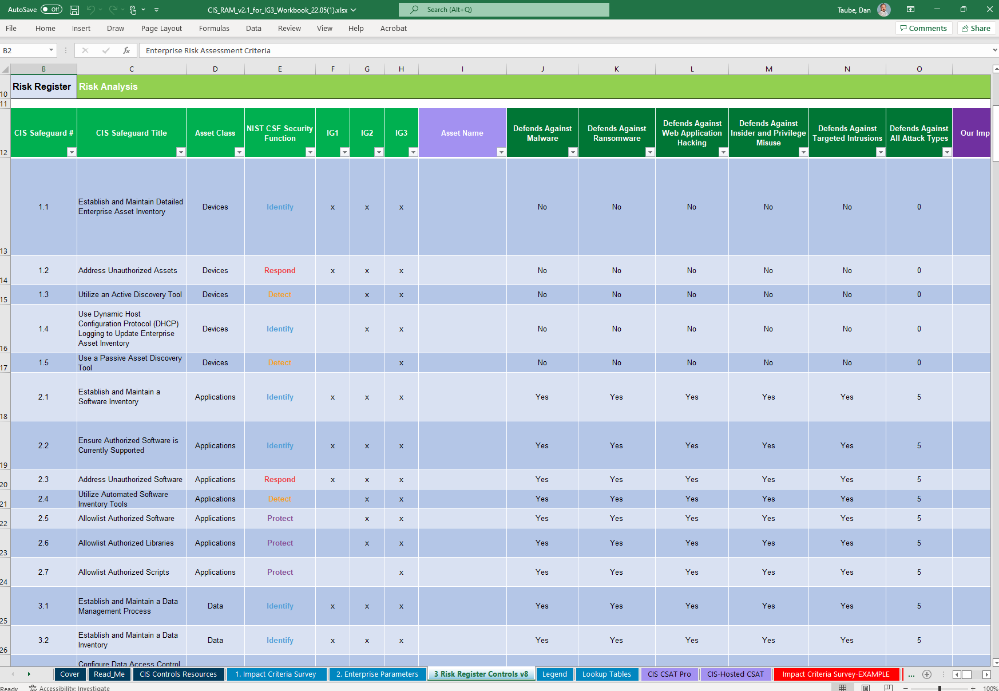 AutoSave Off CIS_RAM_v2.1_for_IG3_Workbook_22.05(1).xlsx Search (Alt+Q) Taube, Dan
File Home Insert Draw Page Layout Formulas Data Review View Help Acrobat Comments Share
B2 fx Enterprise Risk Assessment Criteria
B C D E F G H I J K L M N O
10 Risk Register Risk Analysis
11
12 CIS Safeguard # CIS Safeguard Title Asset Class NIST CSF Security Function IG1 IG2 IG3 Asset Name Defends Against Malware Defends Against Ransomware Defends Against Web Application Hacking Defends Against Insider and Privilege Misuse Defends Against Targeted Intrusions Defends Against All Attack Types Our Imp
13 1.1 Establish and Maintain Detailed Enterprise Asset Inventory Devices Identify x x x No No No No No 0
14 1.2 Address Unauthorized Assets Devices Respond x x x No No No No No 0
15 1.3 Utilize an Active Discovery Tool Devices Detect x x No No No No No 0
16 1.4 Use Dynamic Host Configuration Protocol (DHCP) Logging to Update Enterprise Asset Inventory Devices Identify x x No No No No No 0
17 1.5 Use a Passive Asset Discovery Tool Devices Detect x No No No No No 0
18 2.1 Establish and Maintain a Software Inventory Applications Identify x x x Yes Yes Yes Yes Yes 5
19 2.2 Ensure Authorized Software is Currently Supported Applications Identify x x x Yes Yes Yes Yes Yes 5
20 2.3 Address Unauthorized Software Applications Respond x x x Yes Yes Yes Yes Yes 5
21 2.4 Utilize Automated Software Inventory Tools Applications Detect x x Yes Yes Yes Yes Yes 5
22 2.5 Allowlist Authorized Software Applications Protect x x Yes Yes Yes Yes Yes 5
23 2.6 Allowlist Authorized Libraries Applications Protect x x Yes Yes Yes Yes Yes 5
24 2.7 Allowlist Authorized Scripts Applications Protect x Yes Yes Yes Yes Yes 5
25 3.1 Establish and Maintain a Data Management Process Data Identify x x x Yes Yes Yes Yes Yes 5
26 3.2 Establish and Maintain a Data Inventory Data Identify x x x Yes Yes Yes Yes Yes 5
Configure Data Access Control
Cover Read_Me CIS Controls Resources 1. Impact Criteria Survey 2. Enterprise Parameters 3 Risk Register Controls v8 Legend Lookup Tables CIS CSAT Pro CIS-Hosted CSAT Impact Criteria Survey-EXAMPLE ...
Ready Accessibility: Investigate 100%